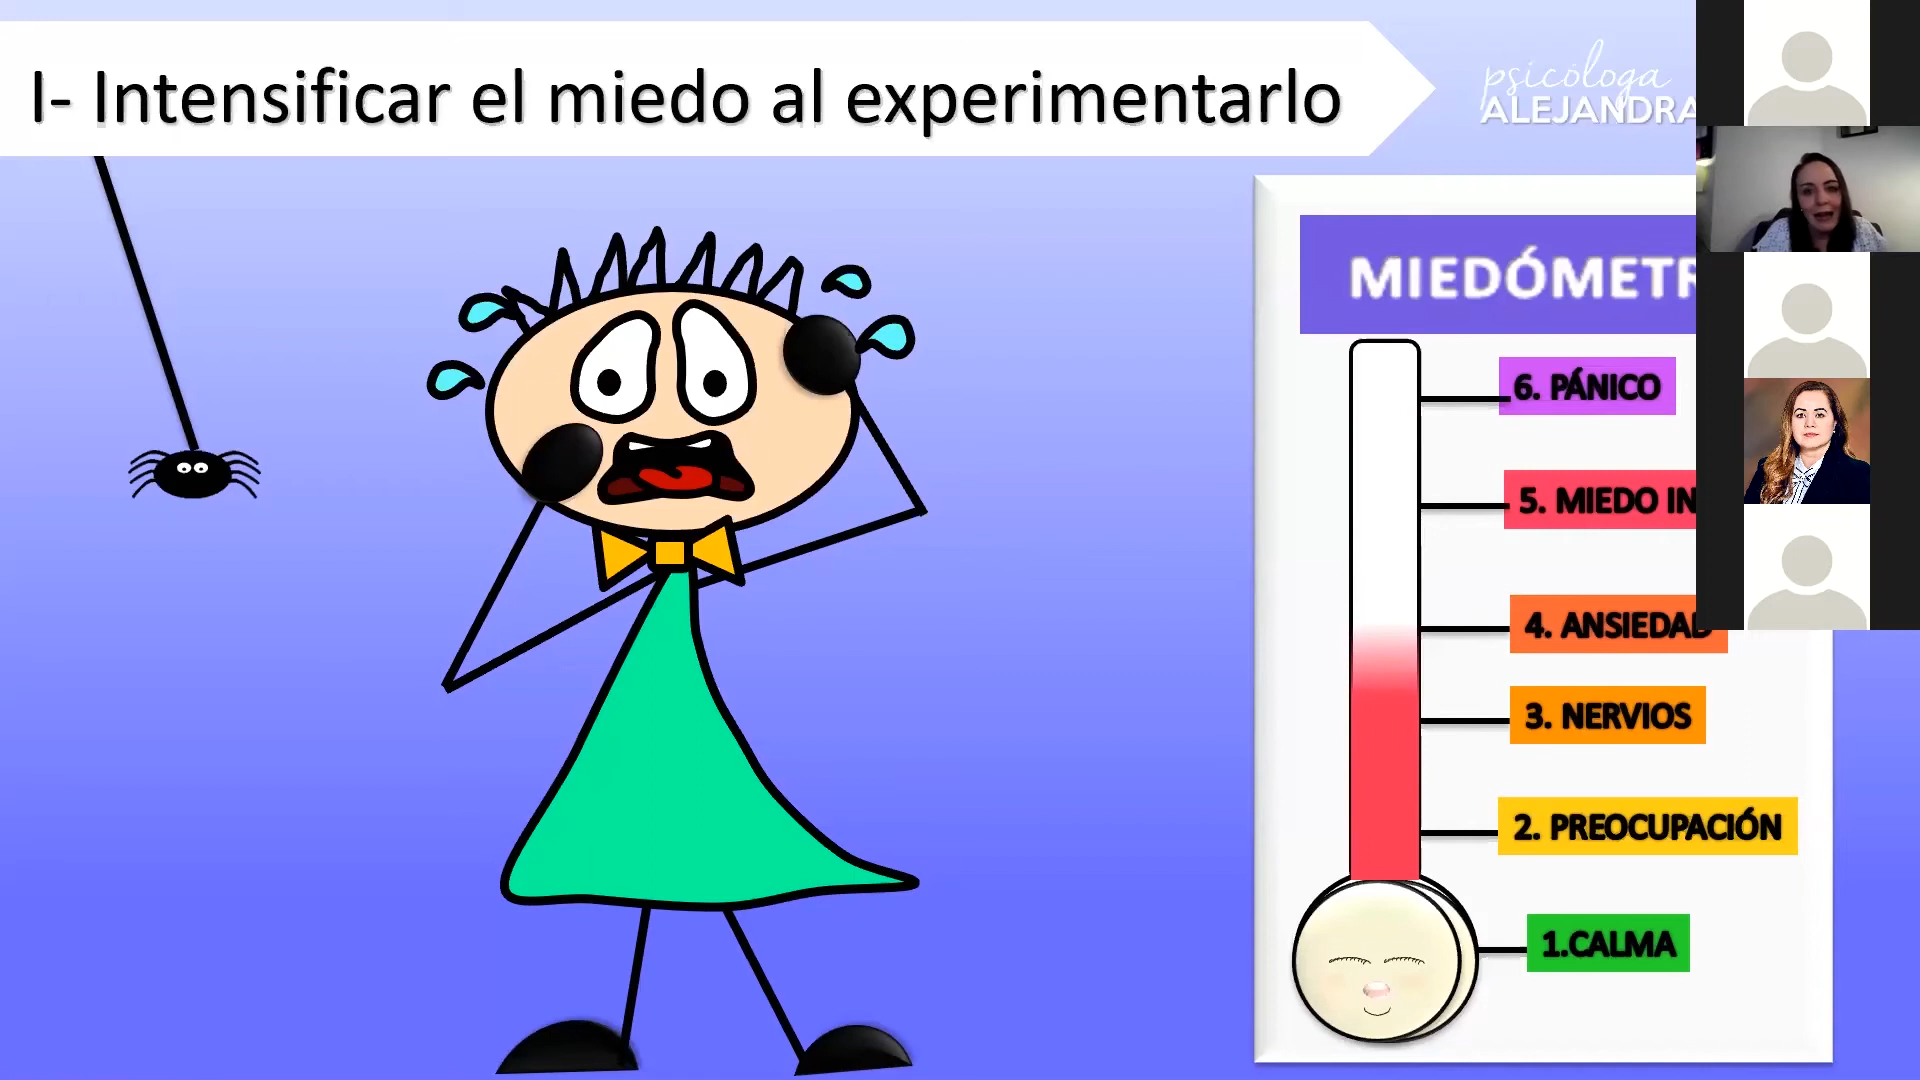 I- Intensificar el miedo al experimentarlo
psicóloga
ALEJANDRA
MIEDÓMETR
6. PÁNICO
5. MIEDO IN
4. ANSIEDAD
3. NERVIOS
2. PREOCUPACIÓN
1.CALMA